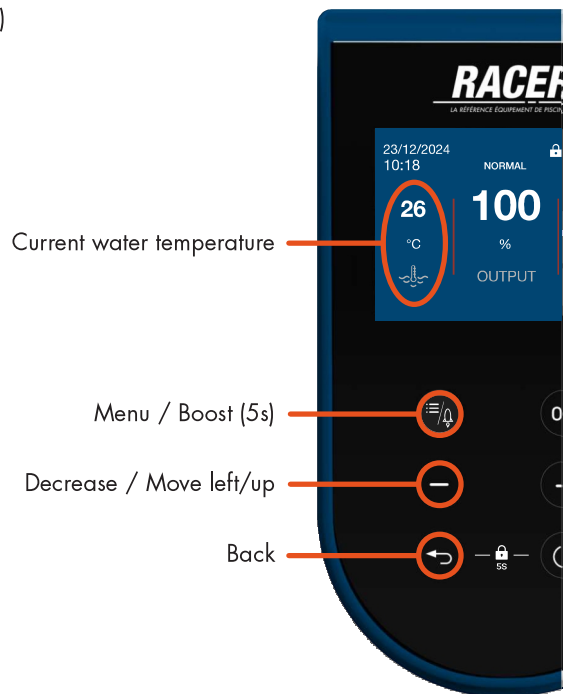 )
RACER
LA RÉFÉRENCE ÉQUIPEMENT DE PISCIN
23/12/2024
10:18
NORMAL
26
100
Current water temperature
°C
%
OUTPUT
Menu / Boost (5s)
Decrease / Move left/up
Back
5S